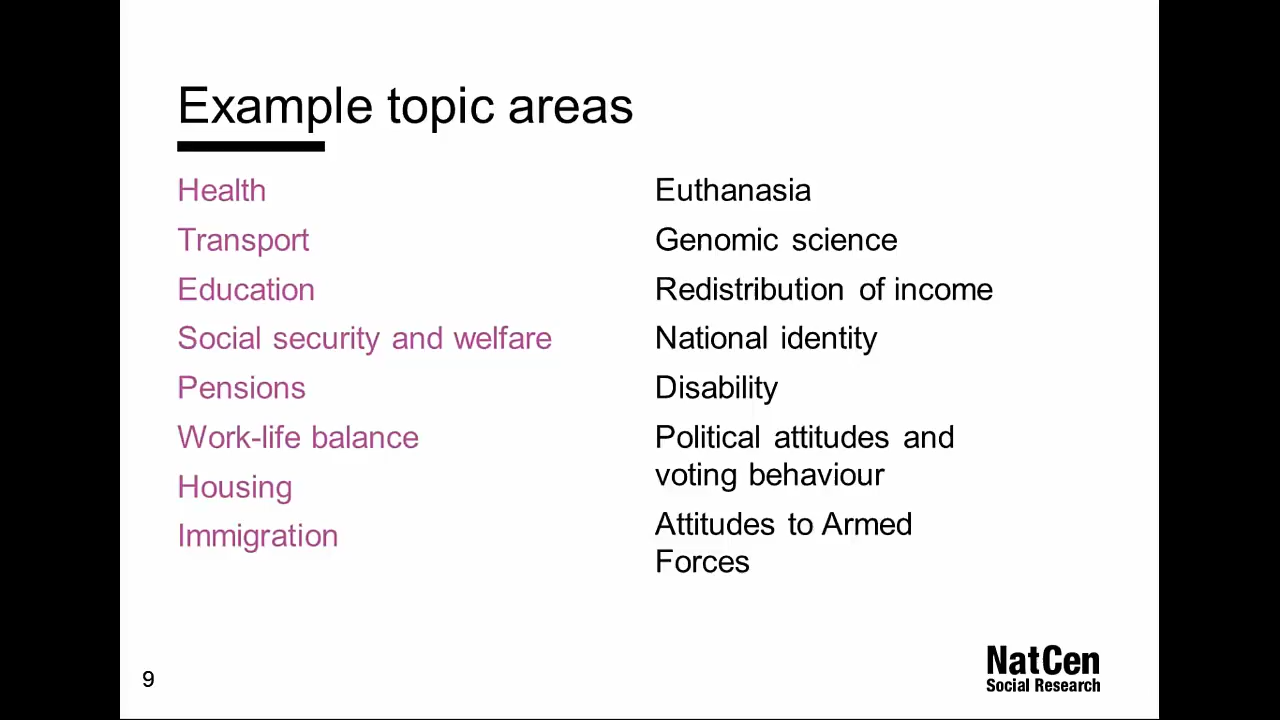 Example topic areas
Health
Transport
Education
Social security and welfare
Pensions
Work-life balance
Housing
Immigration
Euthanasia
Genomic science
Redistribution of income
National identity
Disability
Political attitudes and
voting behaviour
Attitudes to Armed
Forces
9
NatCen
Social Research